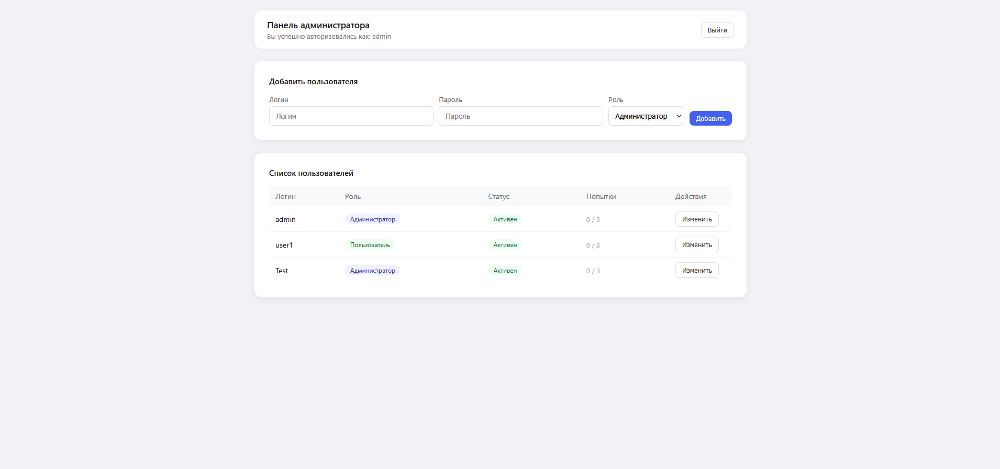 Панель администратора
Вы успешно авторизовались как: admin
Выйти
Добавить пользователя
Логин Пароль Роль
Логин Пароль Администратор Добавить
Список пользователей
Логин Роль Статус Попытки Действия
admin Администратор Активен 0 / 3 Изменить
user1 Пользователь Активен 0 / 3 Изменить
Test Администратор Активен 0 / 3 Изменить